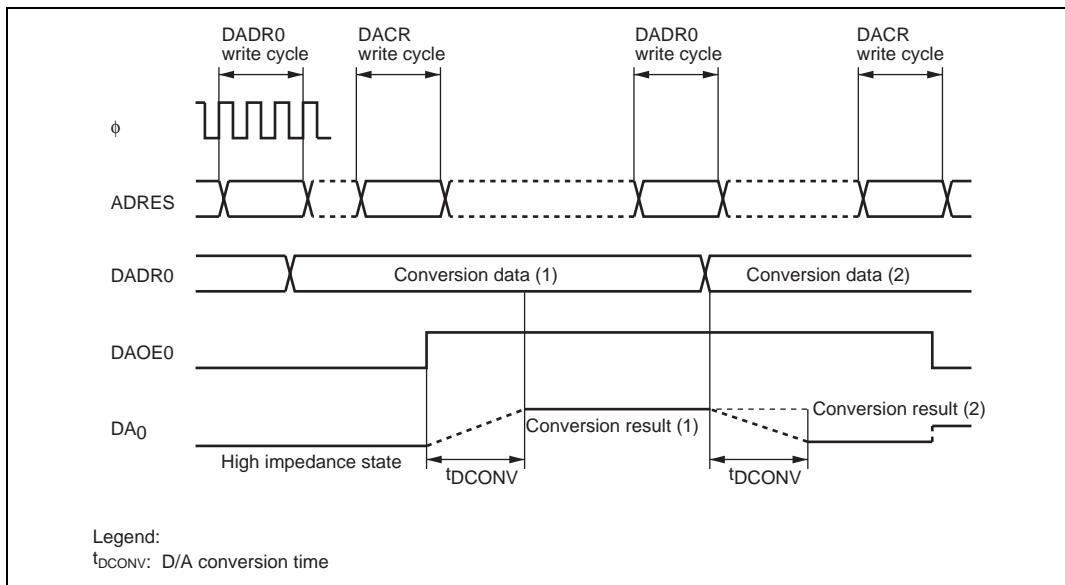 DADR0
write cycle
DACR
write cycle
DADR0
write cycle
DACR
write cycle
ϕ
ADRES
DADR0
Conversion data (1)
Conversion data (2)
DAOE0
DA0
Conversion result (1)
Conversion result (2)
High impedance state
tDCONV
tDCONV
Legend:
tDCONV: D/A conversion time